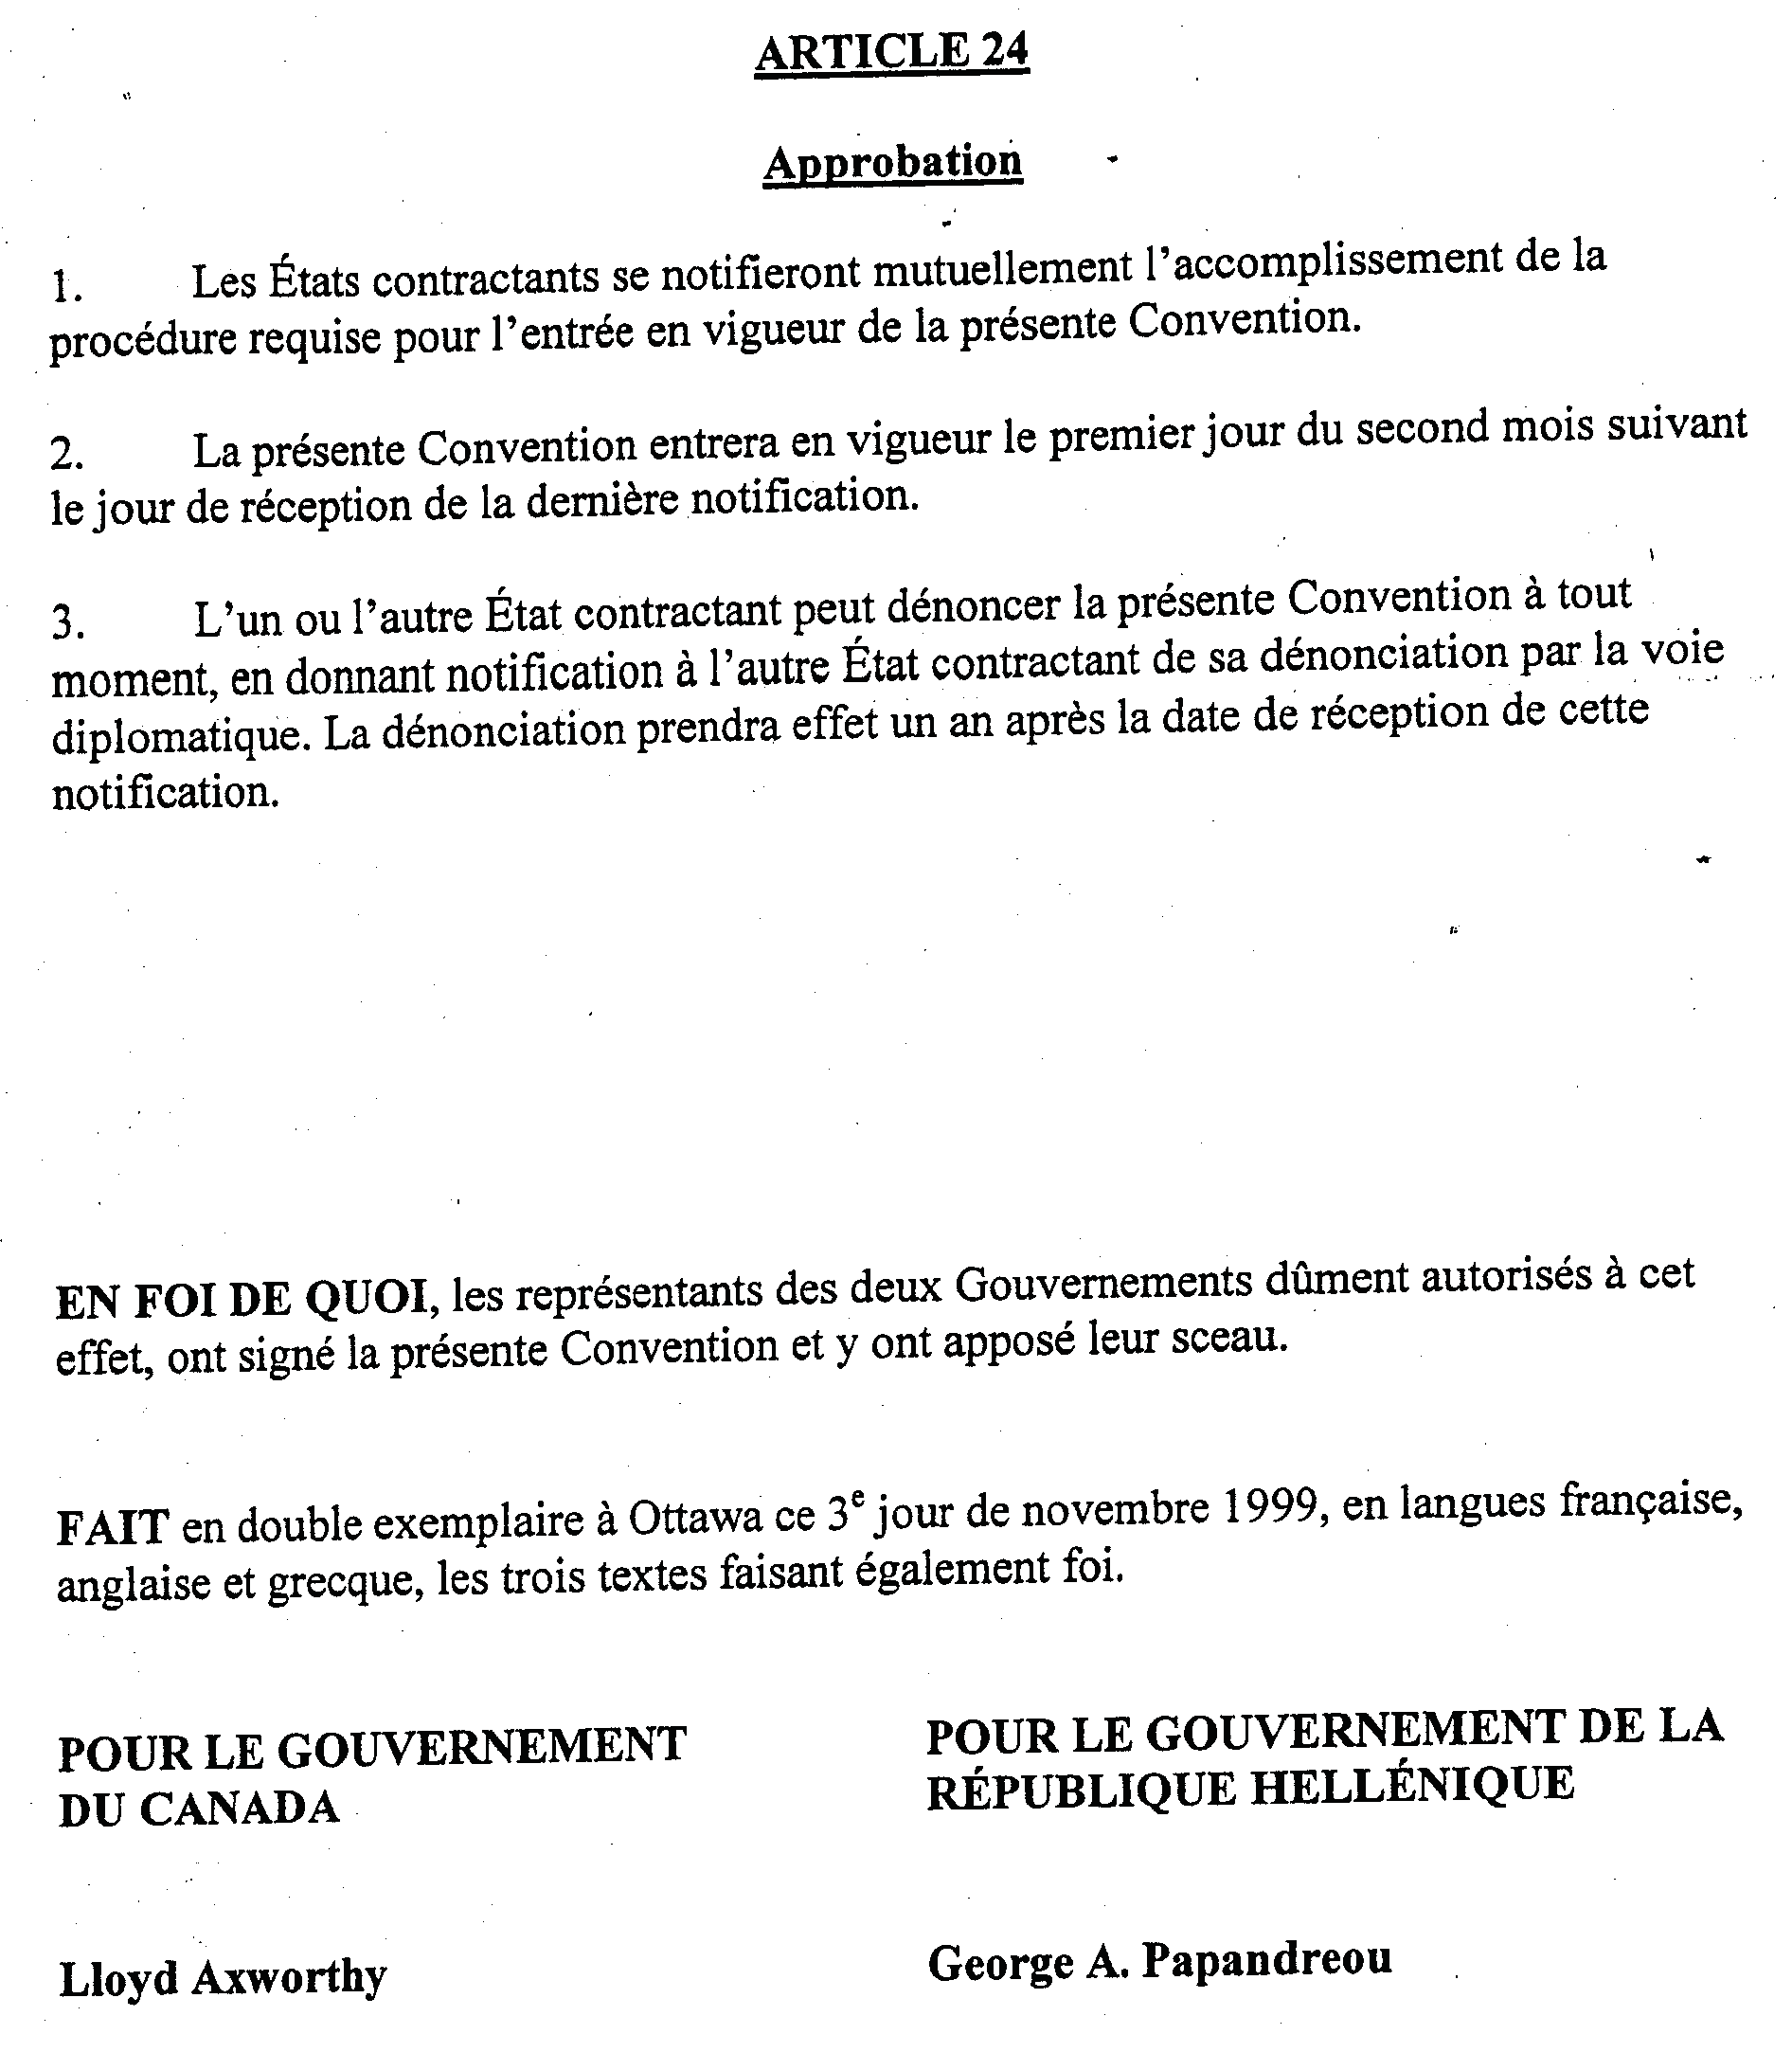 ARTICLE 24
Approbation
1. Les États contractants se notifieront mutuellement l'accomplissement de la
procédure requise pour l'entrée en vigueur de la présente Convention.
2. La présente Convention entrera en vigueur le premier jour du second mois suivant
le jour de réception de la dernière notification.
3. L'un ou l'autre État contractant peut dénoncer la présente Convention à tout
moment, en donnant notification à l'autre État contractant de sa dénonciation par la voie
diplomatique. La dénonciation prendra effet un an après la date de réception de cette
notification.
EN FOI DE QUOI, les représentants des deux Gouvernements dûment autorisés à cet
effet, ont signé la présente Convention et y ont apposé leur sceau.
FAIT en double exemplaire à Ottawa ce 3e jour de novembre 1999, en langues française,
anglaise et grecque, les trois textes faisant également foi.
POUR LE GOUVERNEMENT
DU CANADA
POUR LE GOUVERNEMENT DE LA
RÉPUBLIQUE HELLÉNIQUE
Lloyd Axworthy
George A. Papandreou